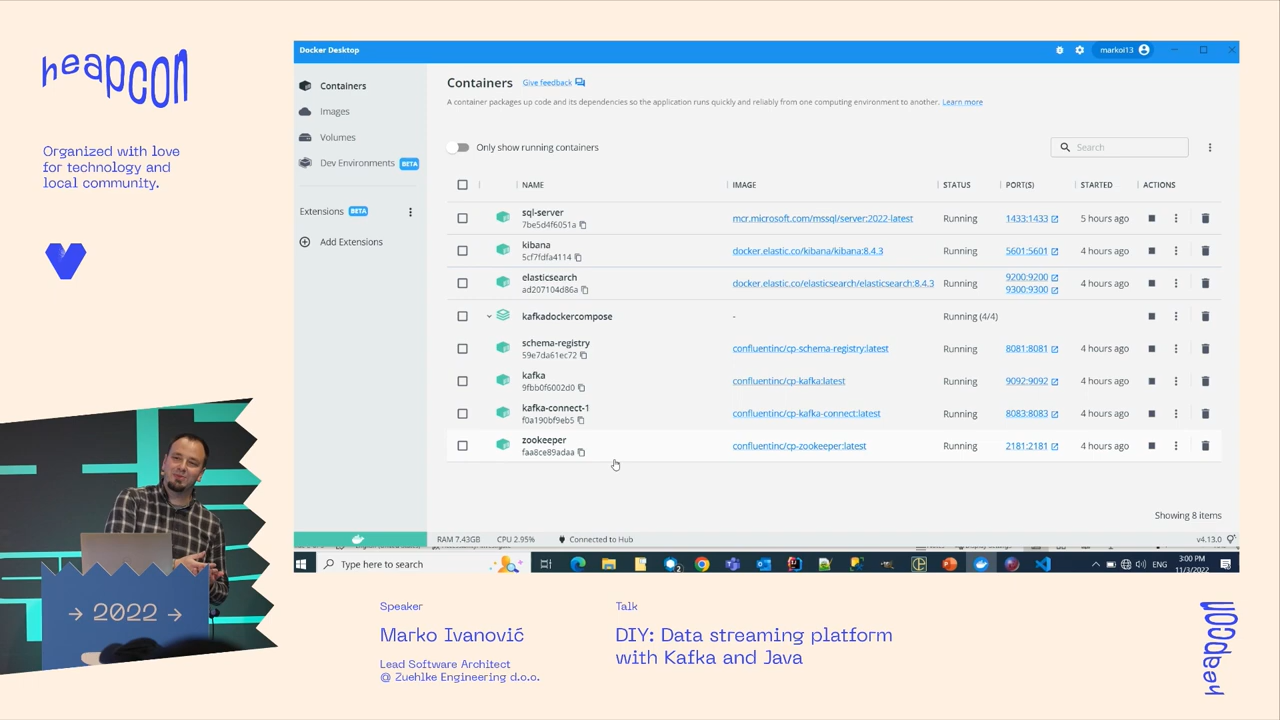 heapcon
Organized with love
for technology and
local community.
Docker Desktop
markoi13
Containers
Images
Volumes
Dev Environments BETA
Extensions BETA
Add Extensions
Containers Give feedback
A container packages up code and its dependencies so the application runs quickly and reliably from one computing environment to another. Learn more
Only show running containers
Search
NAME IMAGE STATUS PORT(S) STARTED ACTIONS
sql-server
7be5d4f6051a
mcr.microsoft.com/mssql/server:2022-latest Running 1433:1433 5 hours ago
kibana
5cf7fdfa4114
docker.elastic.co/kibana/kibana:8.4.3 Running 5601:5601 4 hours ago
elasticsearch
ad207104d86a
docker.elastic.co/elasticsearch/elasticsearch:8.4.3 Running 9200:9200
9300:9300
4 hours ago
kafkadockercompose - Running (4/4)
schema-registry
59e7da61ec72
confluentinc/cp-schema-registry:latest Running 8081:8081 4 hours ago
kafka
9fbb0f6002d0
confluentinc/cp-kafka:latest Running 9092:9092 4 hours ago
kafka-connect-1
f0a190bf9eb5
confluentinc/cp-kafka-connect:latest Running 8083:8083 4 hours ago
zookeeper
faa8ce89adaa
confluentinc/cp-zookeeper:latest Running 2181:2181 4 hours ago
Showing 8 items
RAM 7.43GB CPU 2.95% Connected to Hub v4.13.0
Type here to search
ENG
3:00 PM
11/3/2022
→ 2022 →
Speaker
Marko Ivanovič
Lead Software Architect
@ Zuehlke Engineering d.o.o.
Talk
DIY: Data streaming platform
with Kafka and Java
heapcon